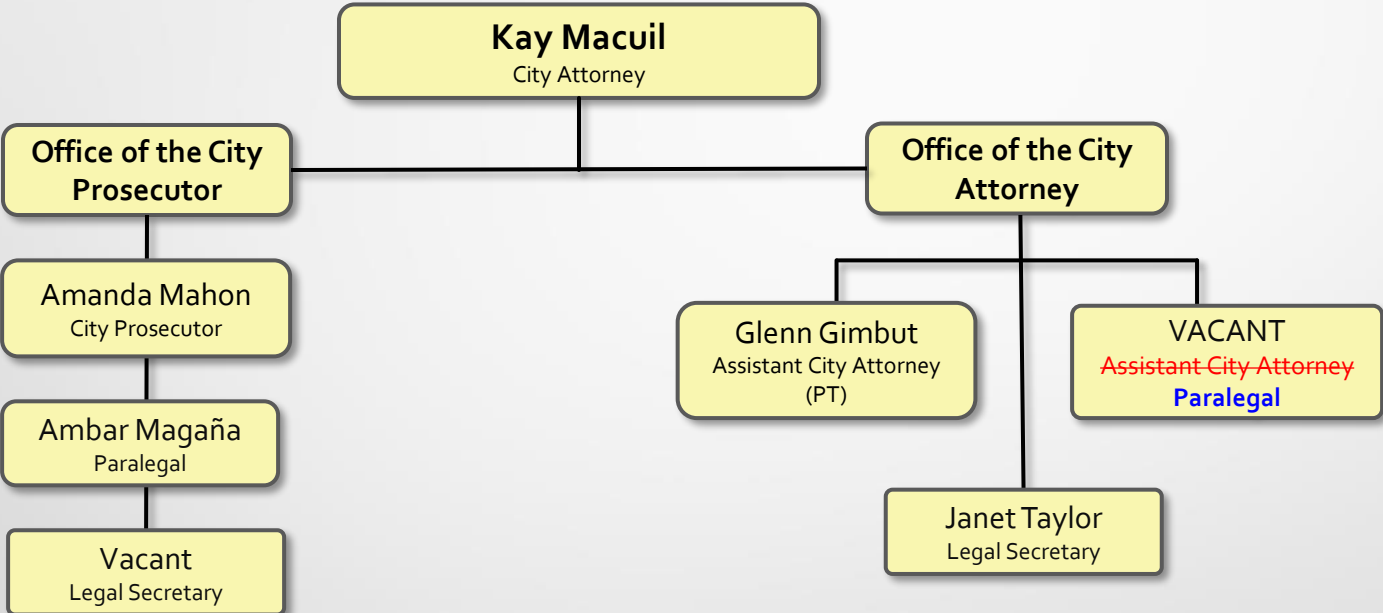 Kay Macuil
City Attorney
Office of the City
Prosecutor
Office of the City
Attorney
Amanda Mahon
City Prosecutor
Ambar Magaña
Paralegal
Vacant
Legal Secretary
Glenn Gimbut
Assistant City Attorney
(PT)
VACANT
Assistant City Attorney
Paralegal
Janet Taylor
Legal Secretary